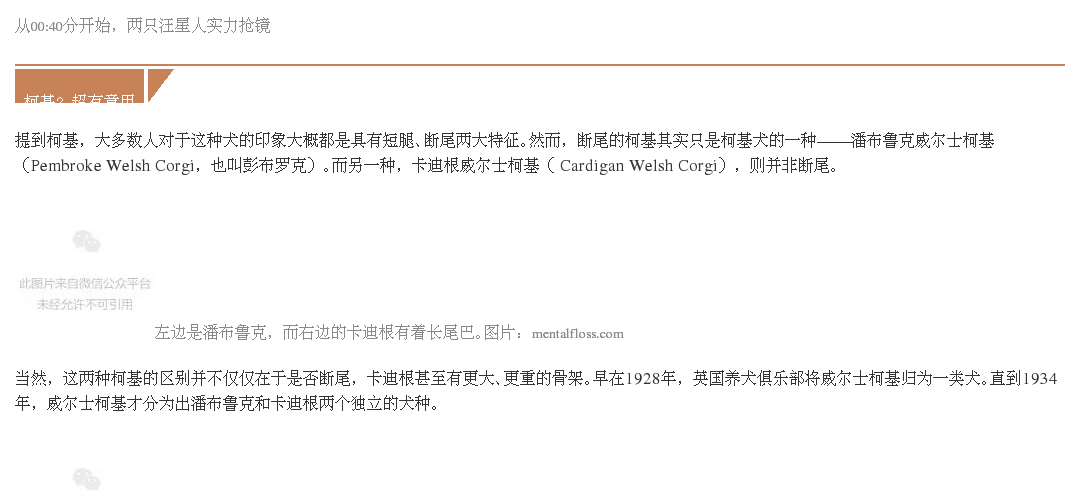 从00:40分开始，两只汪星人实力抢镜
柯基？超有意思
提到柯基，大多数人对于这种犬的印象大概都是具有短腿、断尾两大特征。然而，断尾的柯基其实只是柯基犬的一种——潘布鲁克威尔士柯基
（Pembroke Welsh Corgi，也叫彭布罗克）。而另一种，卡迪根威尔士柯基（ Cardigan Welsh Corgi），则并非断尾。
此图片来自微信公众平台
未经允许不可引用
左边是潘布鲁克，而右边的卡迪根有着长尾巴。图片：mentalfloss.com
当然，这两种柯基的区别并不仅仅在于是否断尾，卡迪根甚至有更大、更重的骨架。早在1928年，英国养犬俱乐部将威尔士柯基归为一类犬。直到1934
年，威尔士柯基才分为出潘布鲁克和卡迪根两个独立的犬种。